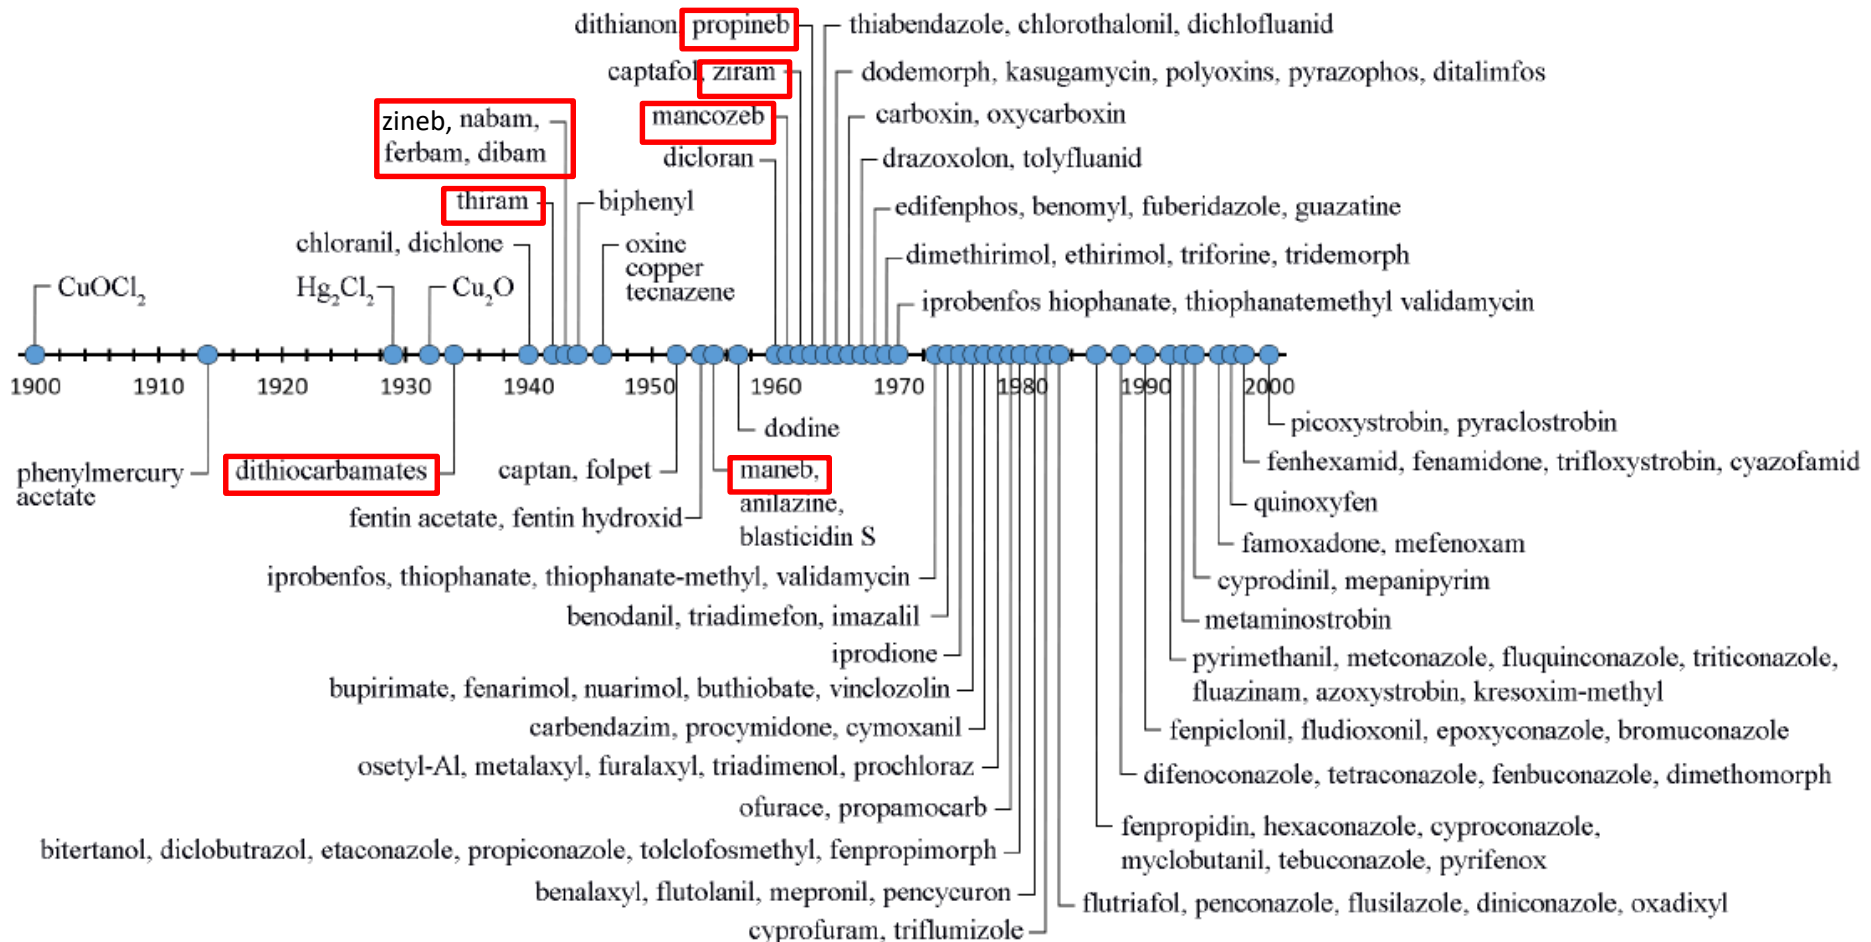 dithianon, propineb
thiabendazole, chlorothalonil, dichlofluanid
captafol, ziram
dodemorph, kasugamycin, polyoxins, pyrazophos, ditalimfos
zineb, nabam,
ferbam, dibam
mancozeb
carboxin, oxycarboxin
dicloran
drazoxolon, tolyfluanid
thiram
biphenyl
edifenphos, benomyl, fuberidazole, guazatine
chloranil, dichlone
oxine
copper
tecnazene
dimethirimol, ethirimol, triforine, tridemorph
CuOCl₂
Hg₂Cl₂
Cu₂O
iprobenfos hiophanate, thiophanatemethyl validamycin
1900 1910 1920 1930 1940 1950 1960 1970 1980 1990 2000
phenylmercury
acetate
dithiocarbamates
captan, folpet
dodine
maneb,
anilazine,
blasticidin S
fentin acetate, fentin hydroxid
picoxystrobin, pyraclostrobin
fenhexamid, fenamidone, trifloxystrobin, cyazofamid
quinoxyfen
famoxadone, mefenoxam
iprobenfos, thiophanate, thiophanate-methyl, validamycin
cyprodinil, mepanipyrim
benodanil, triadimefon, imazalil
metaminostrobin
iprodione
pyrimethanil, metconazole, fluquinconazole, triticonazole,
fluazinam, azoxystrobin, kresoxim-methyl
bupirimate, fenarimol, nuarimol, buthiobate, vinclozolin
carbendazim, procymidone, cymoxanil
fenpiclonil, fludioxonil, epoxyconazole, bromuconazole
osetyl-Al, metalaxyl, furalaxyl, triadimenol, prochloraz
difenoconazole, tetraconazole, fenbuconazole, dimethomorph
ofurace, propamocarb
fenpropidin, hexaconazole, cyproconazole,
myclobutanil, tebuconazole, pyrifenox
bitertanol, diclobutrazol, etaconazole, propiconazole, tolclofosmethyl, fenpropimorph
benalaxyl, flutolanil, mepronil, pencycuron
flutriafol, penconazole, flusilazole, diniconazole, oxadixyl
cyprofuram, triflumizole